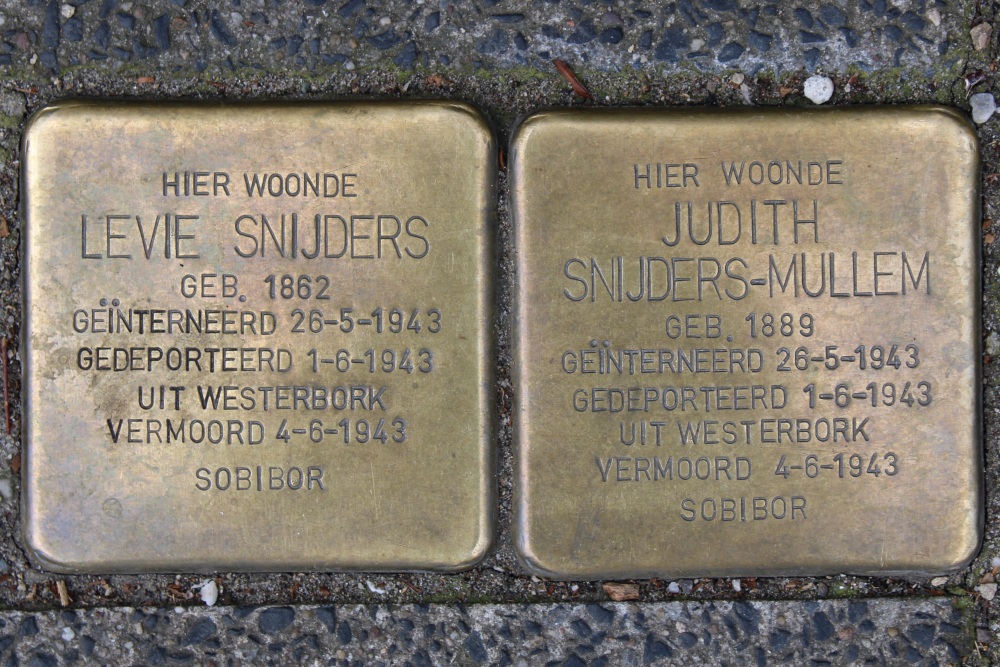 HIER WOONDE
LEVIE SNIJDERS
GEB. 1862
GEÏNTERNEERD 26-5-1943
GEDEPORTEERD 1-6-1943
UIT WESTERBORK
VERMOORD 4-6-1943
SOBIBOR
HIER WOONDE
JUDITH
SNIJDERS-MULLEM
GEB. 1889
GEÏNTERNEERD 26-5-1943
GEDEPORTEERD 1-6-1943
UIT WESTERBORK
VERMOORD 4-6-1943
SOBIBOR